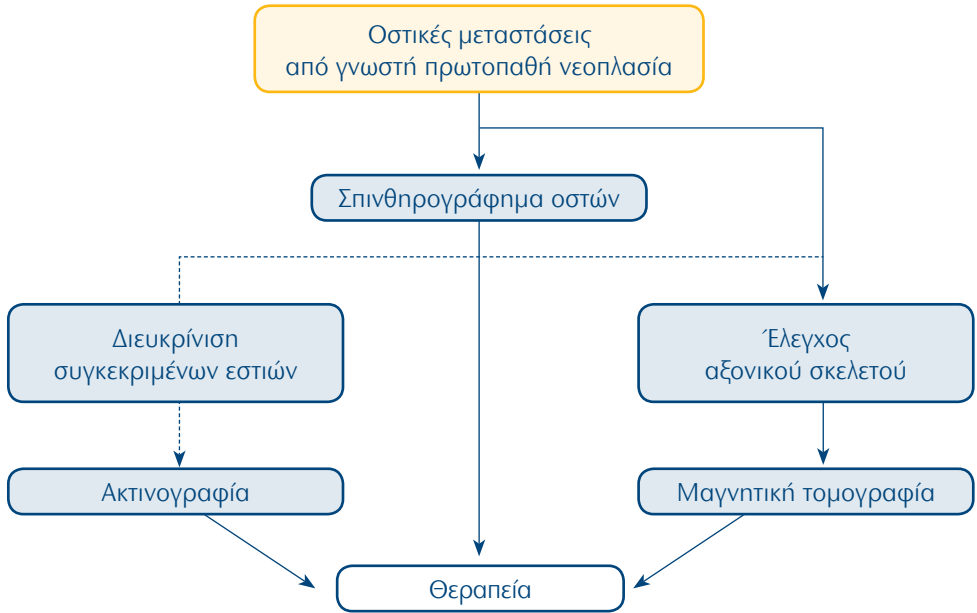 Οστικές μεταστάσεις
από γνωστή πρωτοπαθή νεοπλασία
Σπινθηρογράφημα οστών
Διευκρίνιση
συγκεκριμένων εστιών
Έλεγχος
αξονικού σκελετού
Ακτινογραφία
Μαγνητική τομογραφία
Θεραπεία